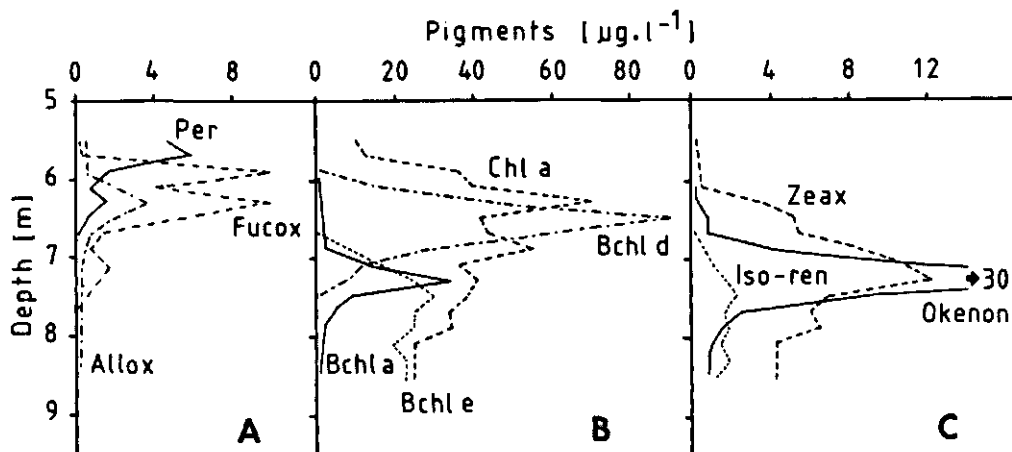 Pigments [µg.l-1]
0 4 8 0 20 40 60 80 0 4 8 12
5
6
7
8
9
Depth [m]
Per
Fucox
Allox
A
Chl a
Bchl d
Bchl a
Bchl e
B
Zeax
Iso-ren
30
Okenon
C